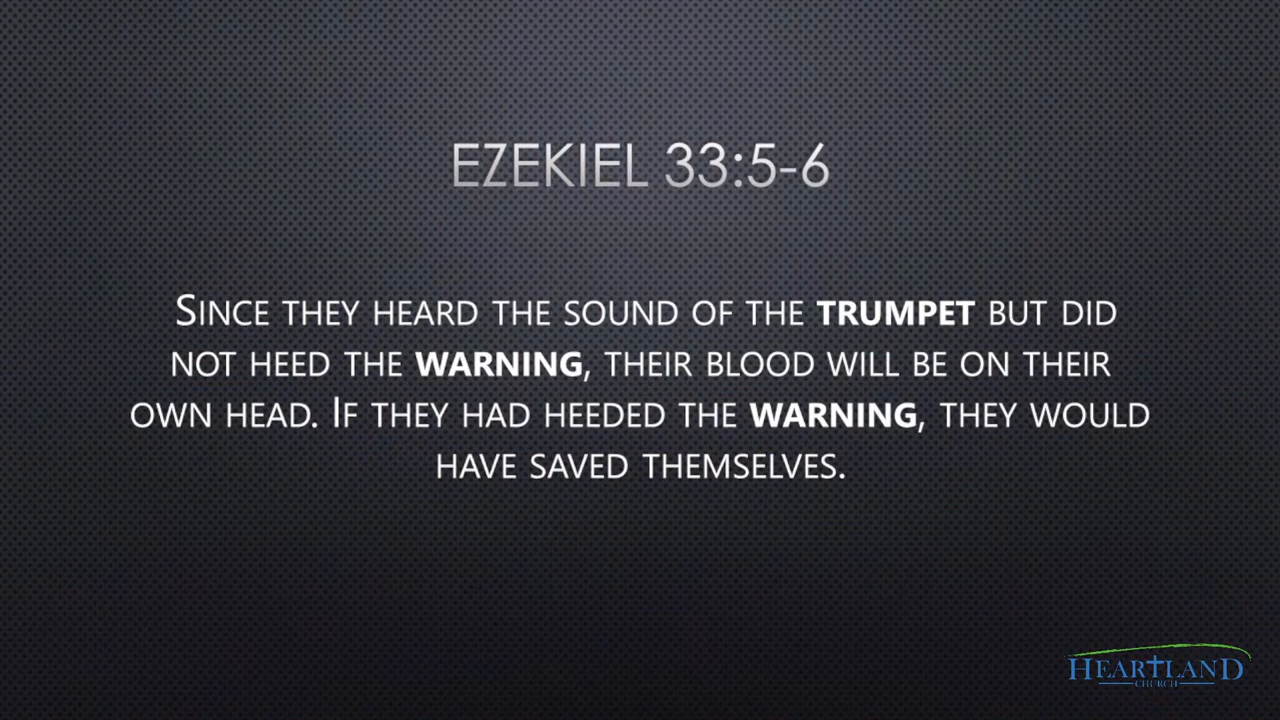 EZEKIEL 33:5-6
SINCE THEY HEARD THE SOUND OF THE TRUMPET BUT DID
NOT HEED THE WARNING, THEIR BLOOD WILL BE ON THEIR
OWN HEAD. IF THEY HAD HEEDED THE WARNING, THEY WOULD
HAVE SAVED THEMSELVES.
HEARTLAND
CHURCH